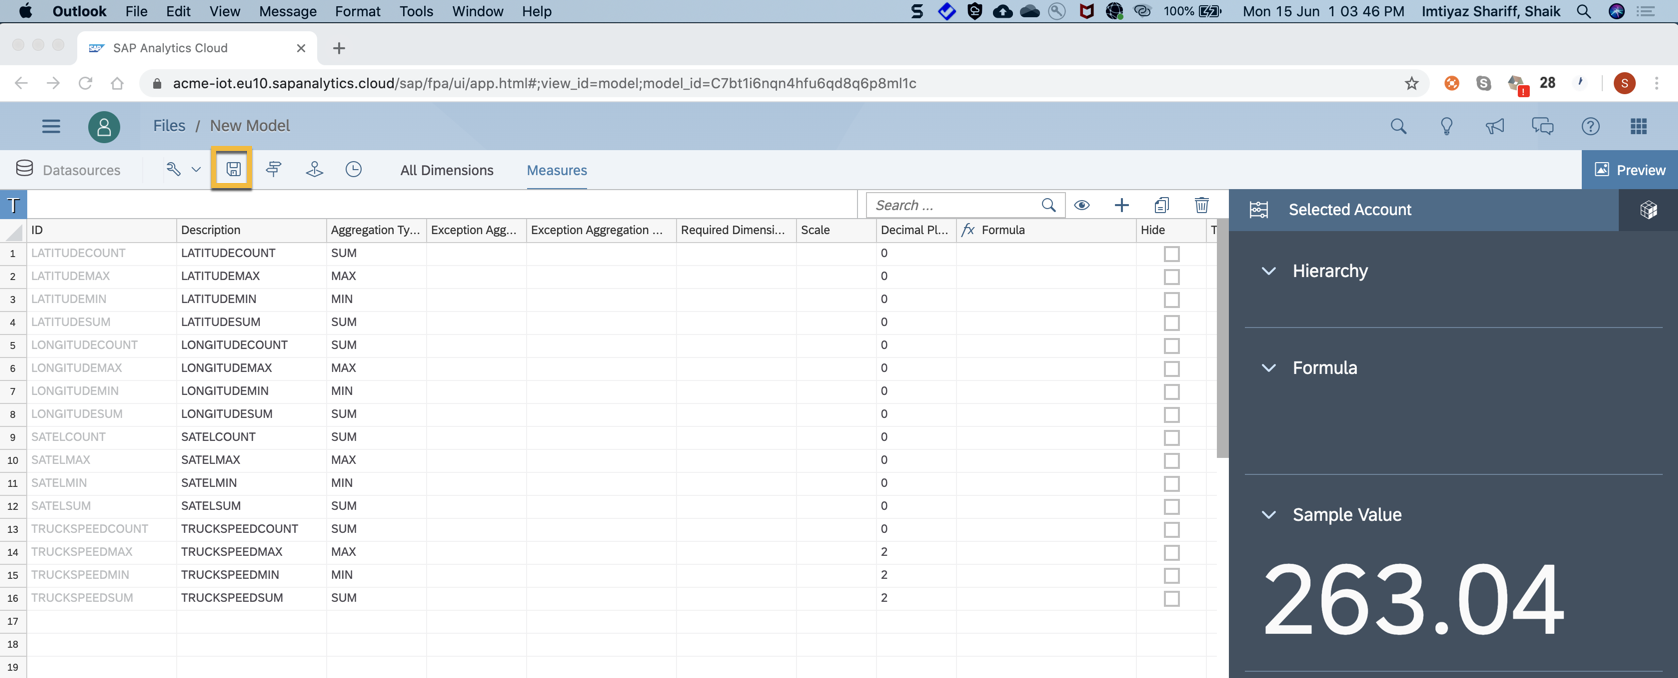 Outlook File Edit View Message Format Tools Window Help 100% Mon 15 Jun 1 03 46 PM Imtiyaz Shariff, Shaik
SAP SAP Analytics Cloud
acme-iot.eu10.sapanalytics.cloud/sap/fpa/ui/app.html#;view_id=model;model_id=C7bt1i6nqn4hfu6qd8q6p8ml1c 28 S
Files / New Model
Datasources All Dimensions Measures Preview
T Search ... Selected Account
ID Description Aggregation Ty... Exception Agg... Exception Aggregation ... Required Dimensi... Scale Decimal Pl... fx Formula Hide T
1 LATITUDECOUNT LATITUDECOUNT SUM 0
2 LATITUDEMAX LATITUDEMAX MAX 0
3 LATITUDEMIN LATITUDEMIN MIN 0
4 LATITUDESUM LATITUDESUM SUM 0
5 LONGITUDECOUNT LONGITUDECOUNT SUM 0
6 LONGITUDEMAX LONGITUDEMAX MAX 0
7 LONGITUDEMIN LONGITUDEMIN MIN 0
8 LONGITUDESUM LONGITUDESUM SUM 0
9 SATELCOUNT SATELCOUNT SUM 0
10 SATELMAX SATELMAX MAX 0
11 SATELMIN SATELMIN MIN 0
12 SATELSUM SATELSUM SUM 0
13 TRUCKSPEEDCOUNT TRUCKSPEEDCOUNT SUM 0
14 TRUCKSPEEDMAX TRUCKSPEEDMAX MAX 2
15 TRUCKSPEEDMIN TRUCKSPEEDMIN MIN 2
16 TRUCKSPEEDSUM TRUCKSPEEDSUM SUM 2
17
18
19
Hierarchy
Formula
Sample Value
263.04